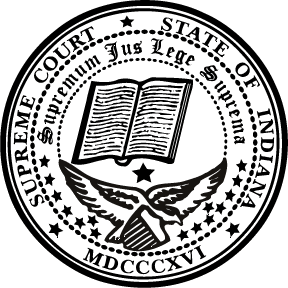 SUPREME COURT ★ STATE OF INDIANA
Supremum Jus Lege Suprema
MDCCCXVI